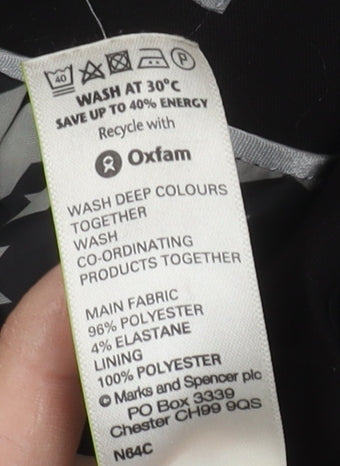 40 P
WASH AT 30°C
SAVE UP TO 40% ENERGY
Recycle with
Oxfam
WASH DEEP COLOURS
TOGETHER
WASH
CO-ORDINATING
PRODUCTS TOGETHER
MAIN FABRIC
96% POLYESTER
4% ELASTANE
LINING
100% POLYESTER
© Marks and Spencer plc
PO Box 3339
Chester CH99 9QS
N64C